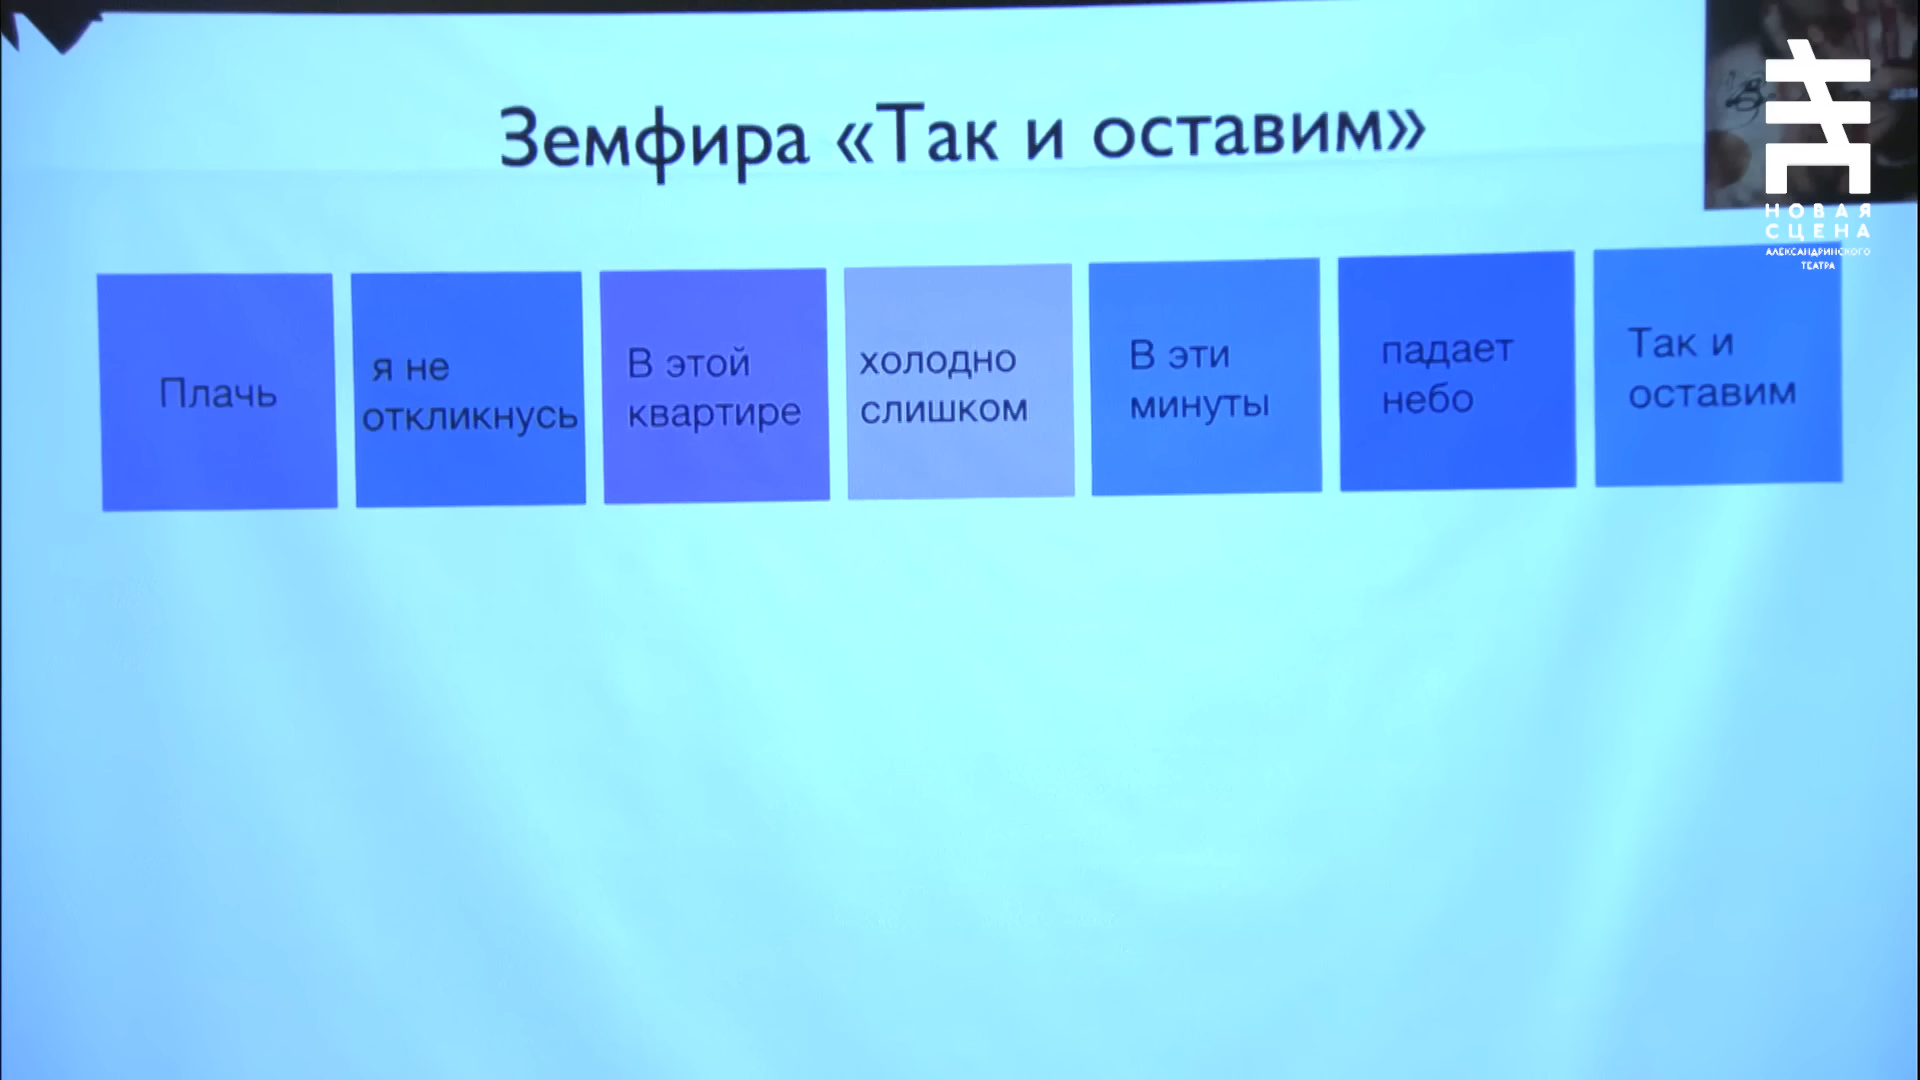 Земфира «Так и оставим»
НОВАЯ
СЦЕНА
АЛЕКСАНДРИНСКОГО
ТЕАТРА
Плачь
я не
откликнусь
В этой
квартире
холодно
слишком
В эти
минуты
падает
небо
Так и
оставим